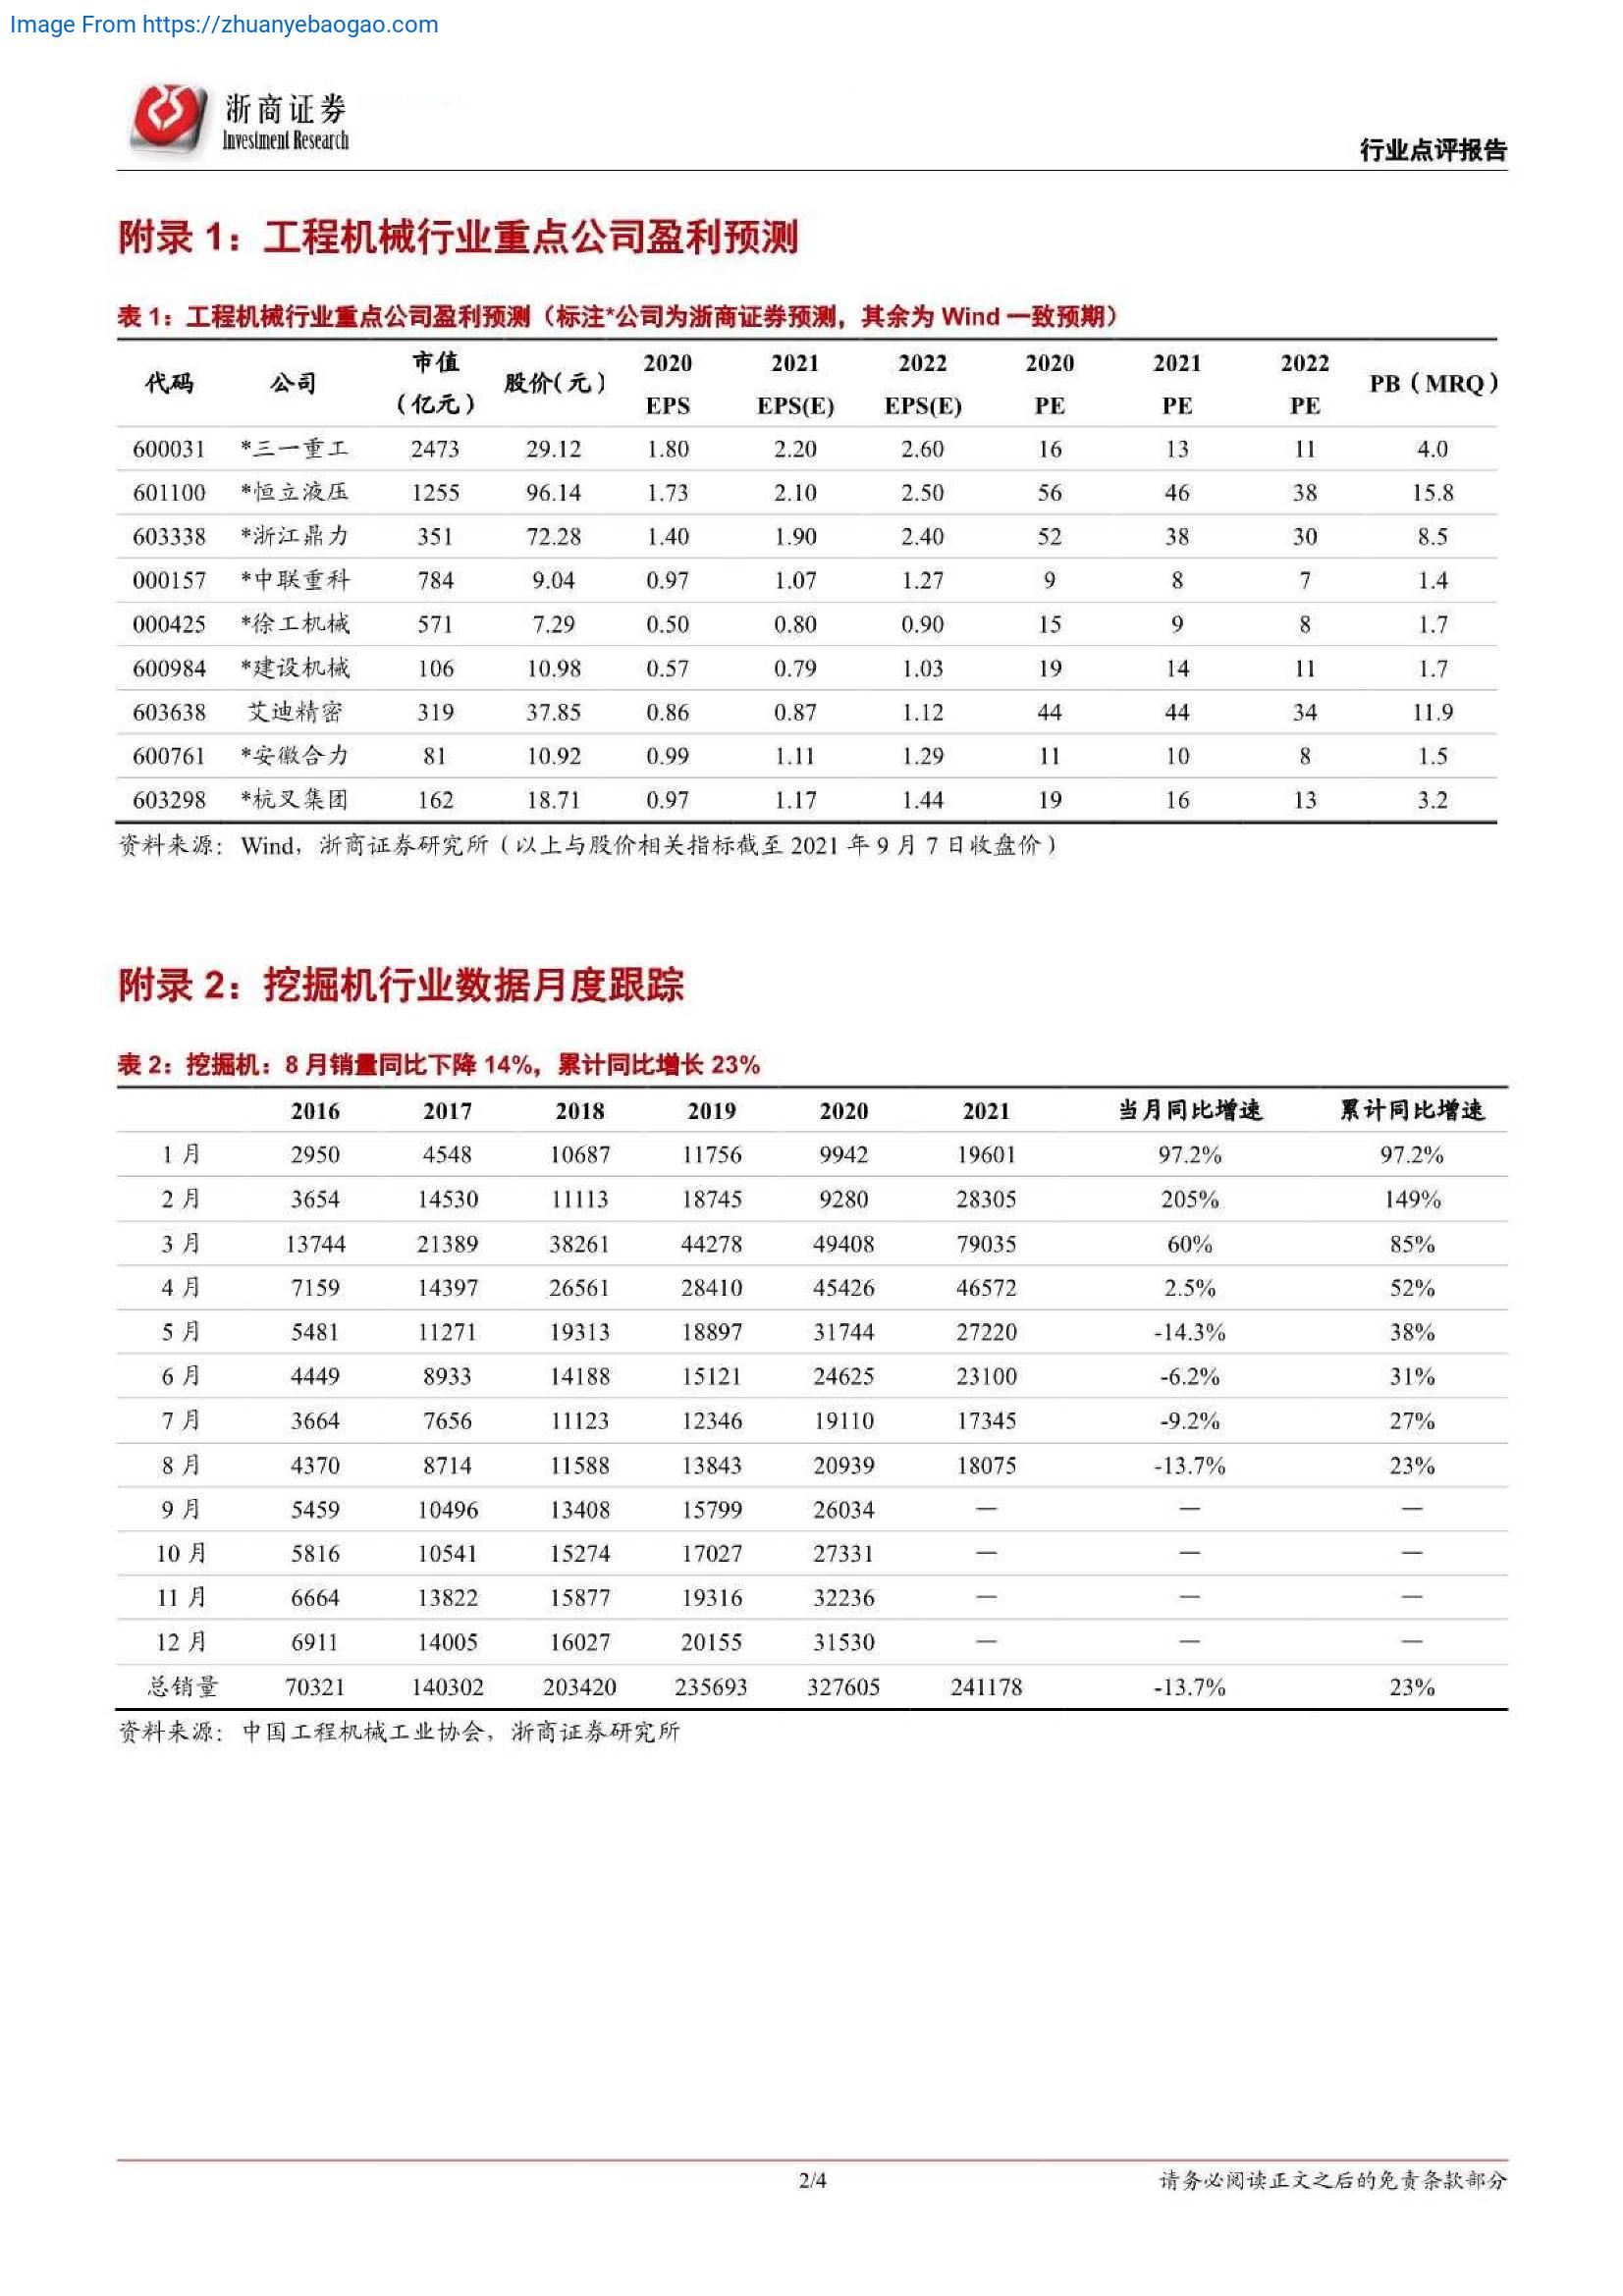 Image From https://zhuanyebaogao.com
浙商证券
Investment Research
行业点评报告
附录 1：工程机械行业重点公司盈利预测
表 1：工程机械行业重点公司盈利预测（标注*公司为浙商证券预测，其余为 Wind 一致预期）
代码 公司 市值（亿元） 股价(元) 2020 EPS 2021 EPS(E) 2022 EPS(E) 2020 PE 2021 PE 2022 PE PB（MRQ）
600031 *三一重工 2473 29.12 1.80 2.20 2.60 16 13 11 4.0
601100 *恒立液压 1255 96.14 1.73 2.10 2.50 56 46 38 15.8
603338 *浙江鼎力 351 72.28 1.40 1.90 2.40 52 38 30 8.5
000157 *中联重科 784 9.04 0.97 1.07 1.27 9 8 7 1.4
000425 *徐工机械 571 7.29 0.50 0.80 0.90 15 9 8 1.7
600984 *建设机械 106 10.98 0.57 0.79 1.03 19 14 11 1.7
603638 艾迪精密 319 37.85 0.86 0.87 1.12 44 44 34 11.9
600761 *安徽合力 81 10.92 0.99 1.11 1.29 11 10 8 1.5
603298 *杭叉集团 162 18.71 0.97 1.17 1.44 19 16 13 3.2
资料来源：Wind，浙商证券研究所（以上与股价相关指标截至 2021 年 9 月 7 日收盘价）
附录 2：挖掘机行业数据月度跟踪
表 2：挖掘机：8 月销量同比下降 14%，累计同比增长 23%
2016 2017 2018 2019 2020 2021 当月同比增速 累计同比增速
1 月 2950 4548 10687 11756 9942 19601 97.2% 97.2%
2 月 3654 14530 11113 18745 9280 28305 205% 149%
3 月 13744 21389 38261 44278 49408 79035 60% 85%
4 月 7159 14397 26561 28410 45426 46572 2.5% 52%
5 月 5481 11271 19313 18897 31744 27220 -14.3% 38%
6 月 4449 8933 14188 15121 24625 23100 -6.2% 31%
7 月 3664 7656 11123 12346 19110 17345 -9.2% 27%
8 月 4370 8714 11588 13843 20939 18075 -13.7% 23%
9 月 5459 10496 13408 15799 26034 — — —
10 月 5816 10541 15274 17027 27331 — — —
11 月 6664 13822 15877 19316 32236 — — —
12 月 6911 14005 16027 20155 31530 — — —
总销量 70321 140302 203420 235693 327605 241178 -13.7% 23%
资料来源：中国工程机械工业协会，浙商证券研究所
2/4
请务必阅读正文之后的免责条款部分